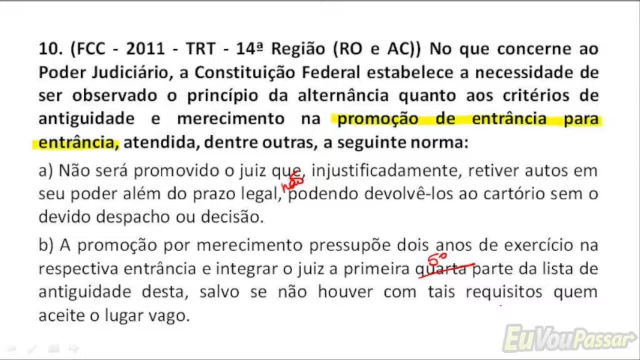 10. (FCC - 2011 - TRT - 14ª Região (RO e AC)) No que concerne ao
Poder Judiciário, a Constituição Federal estabelece a necessidade de
ser observado o princípio da alternância quanto aos critérios de
antiguidade e merecimento na promoção de entrância para
entrância, atendida, dentre outras, a seguinte norma:
a) Não será promovido o juiz que, injustificadamente, retiver autos em
não
seu poder além do prazo legal, podendo devolvê-los ao cartório sem o
devido despacho ou decisão.
b) A promoção por merecimento pressupõe dois anos de exercício na
5º
respectiva entrância e integrar o juiz a primeira quarta parte da lista de
antiguidade desta, salvo se não houver com tais requisitos quem
aceite o lugar vago.
EuVouPassar